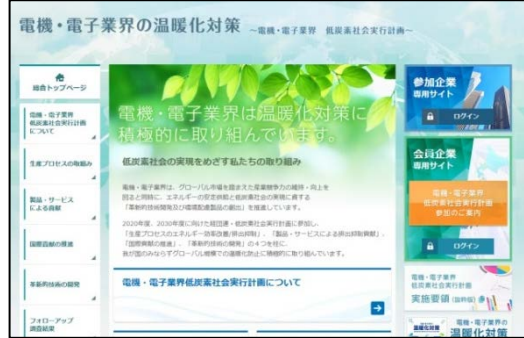 電機・電子業界の温暖化対策 ~電機・電子業界 低炭素社会実行計画~
総合トップページ
電機・電子業界
低炭素社会実行計画
について
生産プロセスの取組み
製品・サービス
による貢献
国際貢献の推進
革新的技術の開発
フォローアップ
調査結果
電機・電子業界は温暖化対策に
積極的に取り組んでいます。
低炭素社会の実現をめざす私たちの取り組み
電機・電子業界は、グローバル市場を踏まえた産業競争力の維持・向上を
図ると同時に、エネルギーの安定供給と低炭素社会の実現に資する
「革新的技術開発及び環境配慮製品の創出」を推進しています。
2020年度、2030年度に向けた経団連・低炭素社会実行計画に参加し、
「生産プロセスのエネルギー効率改善/排出抑制」、「製品・サービスによる排出抑制貢献」、
「国際貢献の推進」、「革新的技術の開発」の4つを柱に、
我が国のみならずグローバル規模での温暖化防止に積極的に取り組んでいます。
電機・電子業界低炭素社会実行計画について
参加企業
専用サイト
ログイン
会員企業
専用サイト
電機・電子業界
低炭素社会実行計画
参加のご案内
ログイン
電機・電子業界
低炭素社会実行計画
実施要領(抜粋版)
電機・電子業界の
温暖化対策
温暖化対策